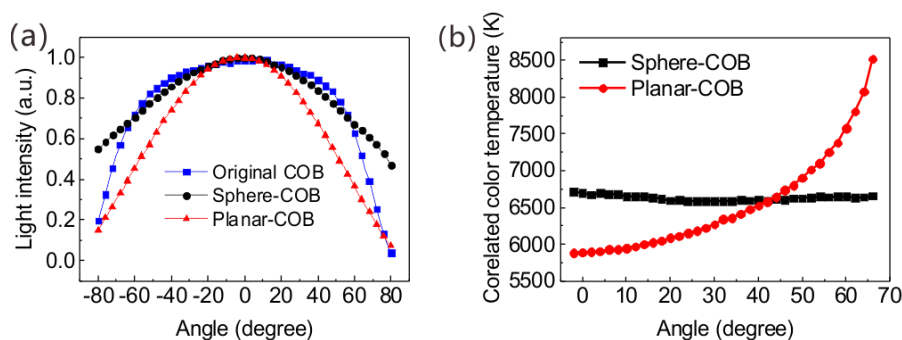 (a)
Light intensity (a.u.)
1.0
0.8
0.6
0.4
0.2
0.0
Original COB
Sphere-COB
Planar-COB
-80 -60 -40 -20 0 20 40 60 80
Angle (degree)
(b)
Corelated color temperature (K)
8500
8000
7500
7000
6500
6000
5500
Sphere-COB
Planar-COB
0 10 20 30 40 50 60 70
Angle (degree)